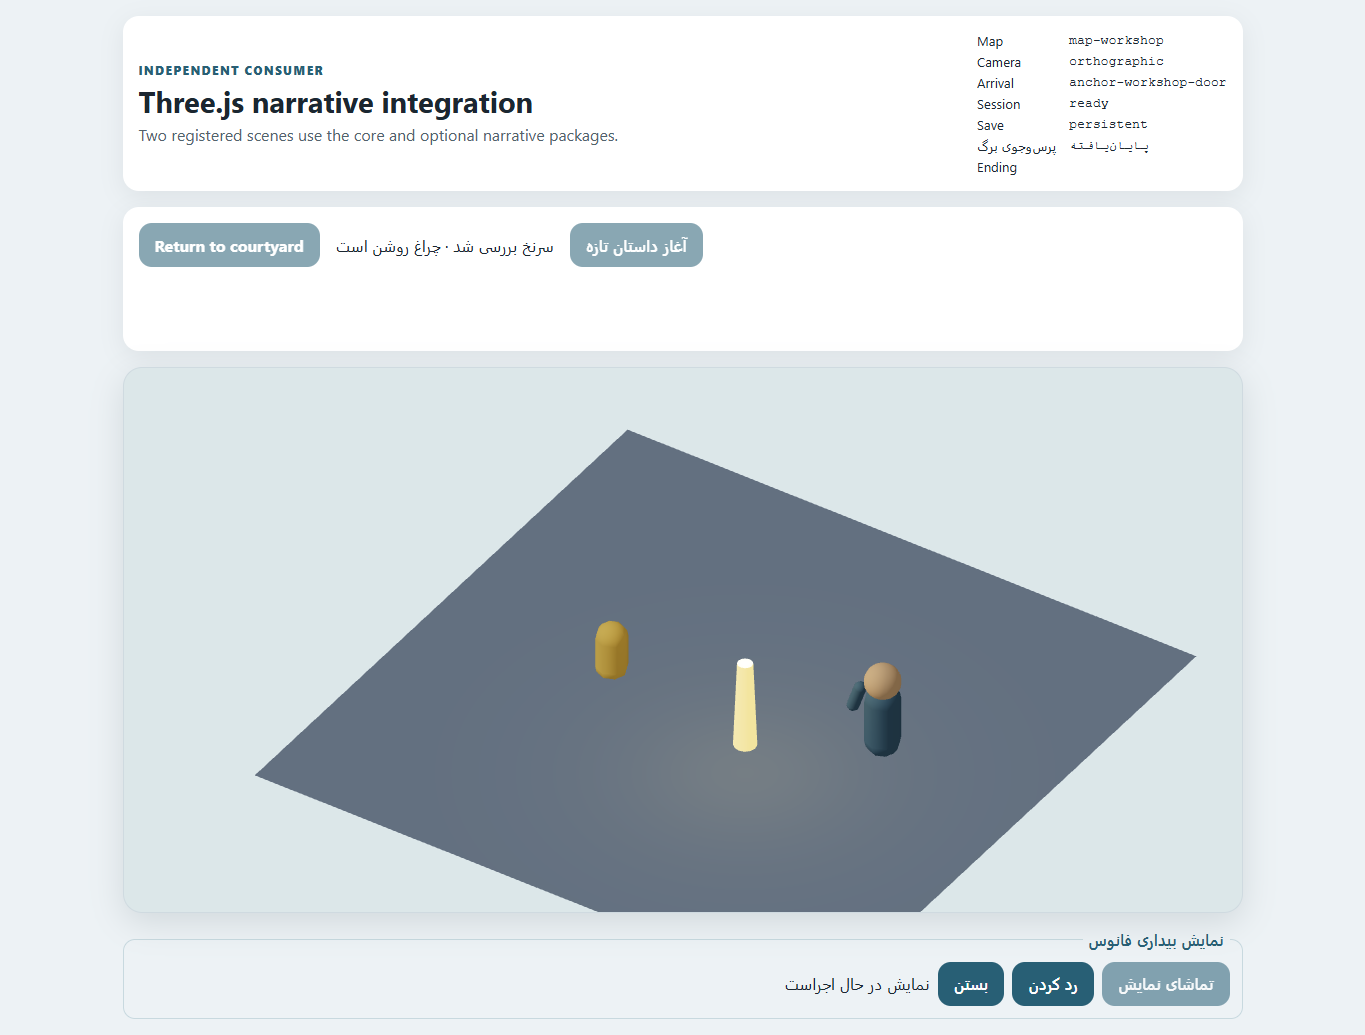 INDEPENDENT CONSUMER
Three.js narrative integration
Two registered scenes use the core and optional narrative packages.
Map map-workshop
Camera orthographic
Arrival anchor-workshop-door
Session ready
Save persistent
پرس‌وجوی برگ پایان‌یافته
Ending
Return to courtyard
سرنخ بررسی شد · چراغ روشن است
آغاز داستان تازه
نمایش بیداری فانوس
تماشای نمایش
رد کردن
بستن
نمایش در حال اجراست